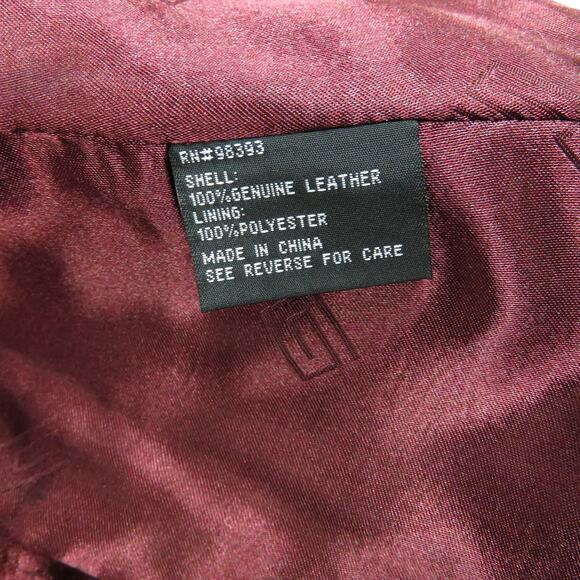 RN#98393
SHELL:
100%GENUINE LEATHER
LINING:
100%POLYESTER
MADE IN CHINA
SEE REVERSE FOR CARE